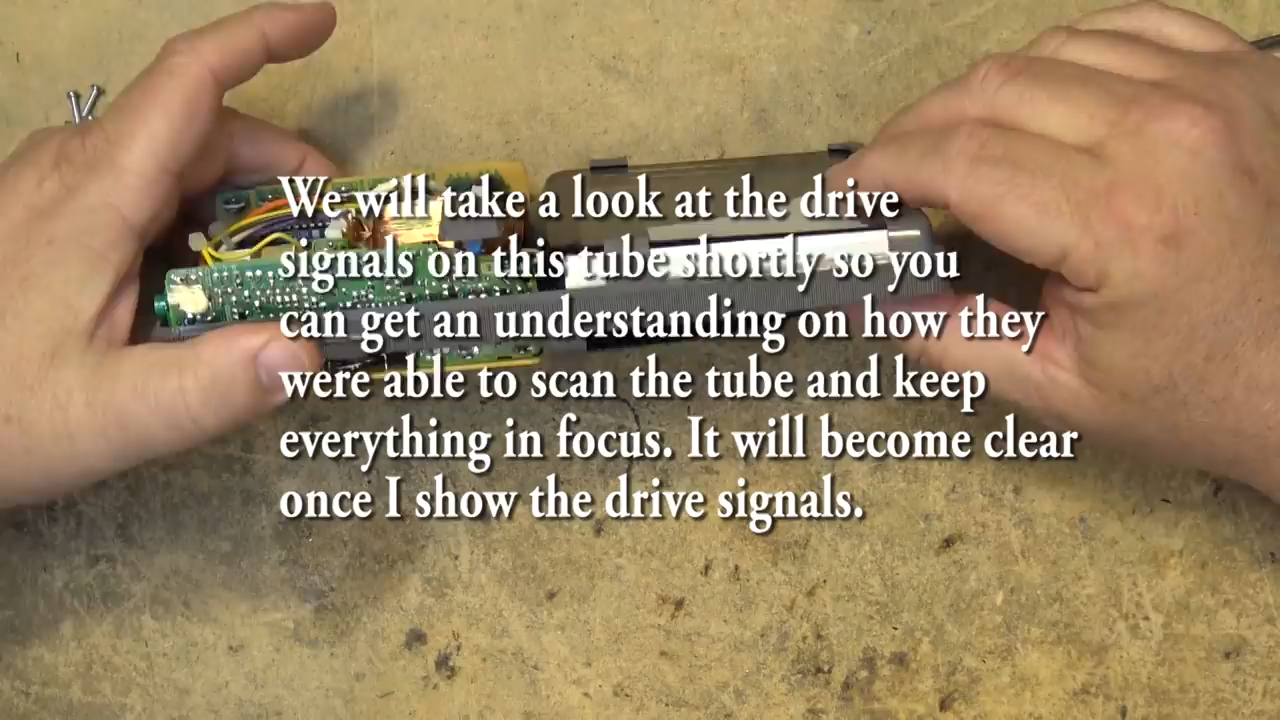 We will take a look at the drive
signals on this tube shortly so you
can get an understanding on how they
were able to scan the tube and keep
everything in focus. It will become clear
once I show the drive signals.